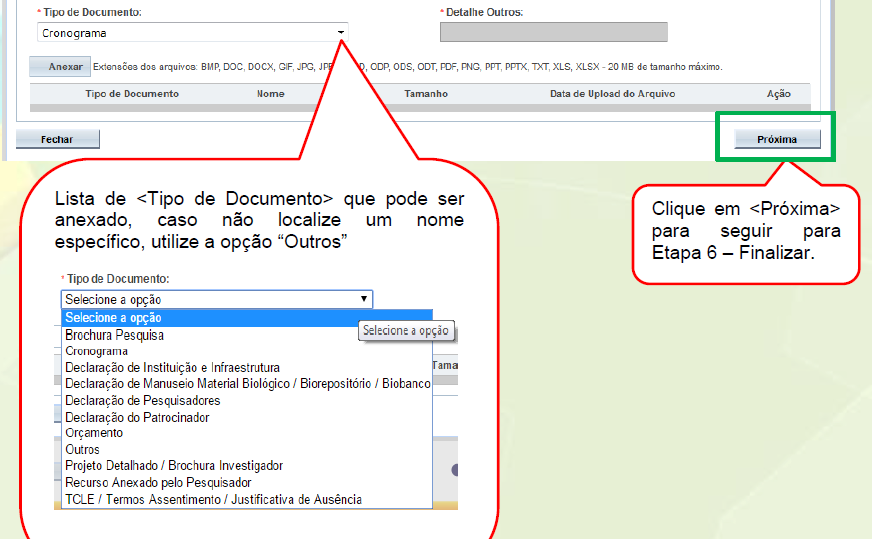 * Tipo de Documento:
* Detalhe Outros:
Cronograma
Anexar Extensões dos arquivos: BMP, DOC, DOCX, GIF, JPG, ODP, ODS, ODT, PDF, PNG, PPT, PPTX, TXT, XLS, XLSX - 20 MB de tamanho máximo.
Tipo de Documento Nome Tamanho Data de Upload do Arquivo Ação
Fechar
Próxima
Lista de <Tipo de Documento> que pode ser
anexado, caso não localize um nome
específico, utilize a opção “Outros”
Clique em <Próxima>
para seguir para
Etapa 6 – Finalizar.
* Tipo de Documento:
Selecione a opção
Selecione a opção
Selecione a opção
Brochura Pesquisa
Cronograma
Declaração de Instituição e Infraestrutura
Tama
Declaração de Manuseio Material Biológico / Biorepositório / Biobanco
Declaração de Pesquisadores
Declaração do Patrocinador
Orçamento
Outros
Projeto Detalhado / Brochura Investigador
Recurso Anexado pelo Pesquisador
TCLE / Termos Assentimento / Justificativa de Ausência